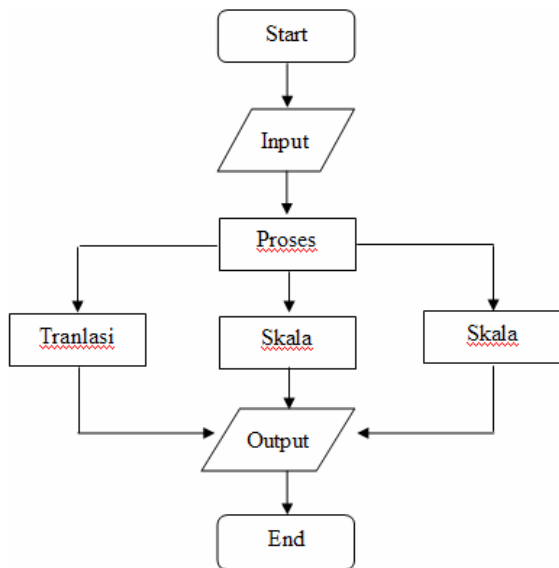 Start
Input
Proses
Tranlasi
Skala
Skala
Output
End